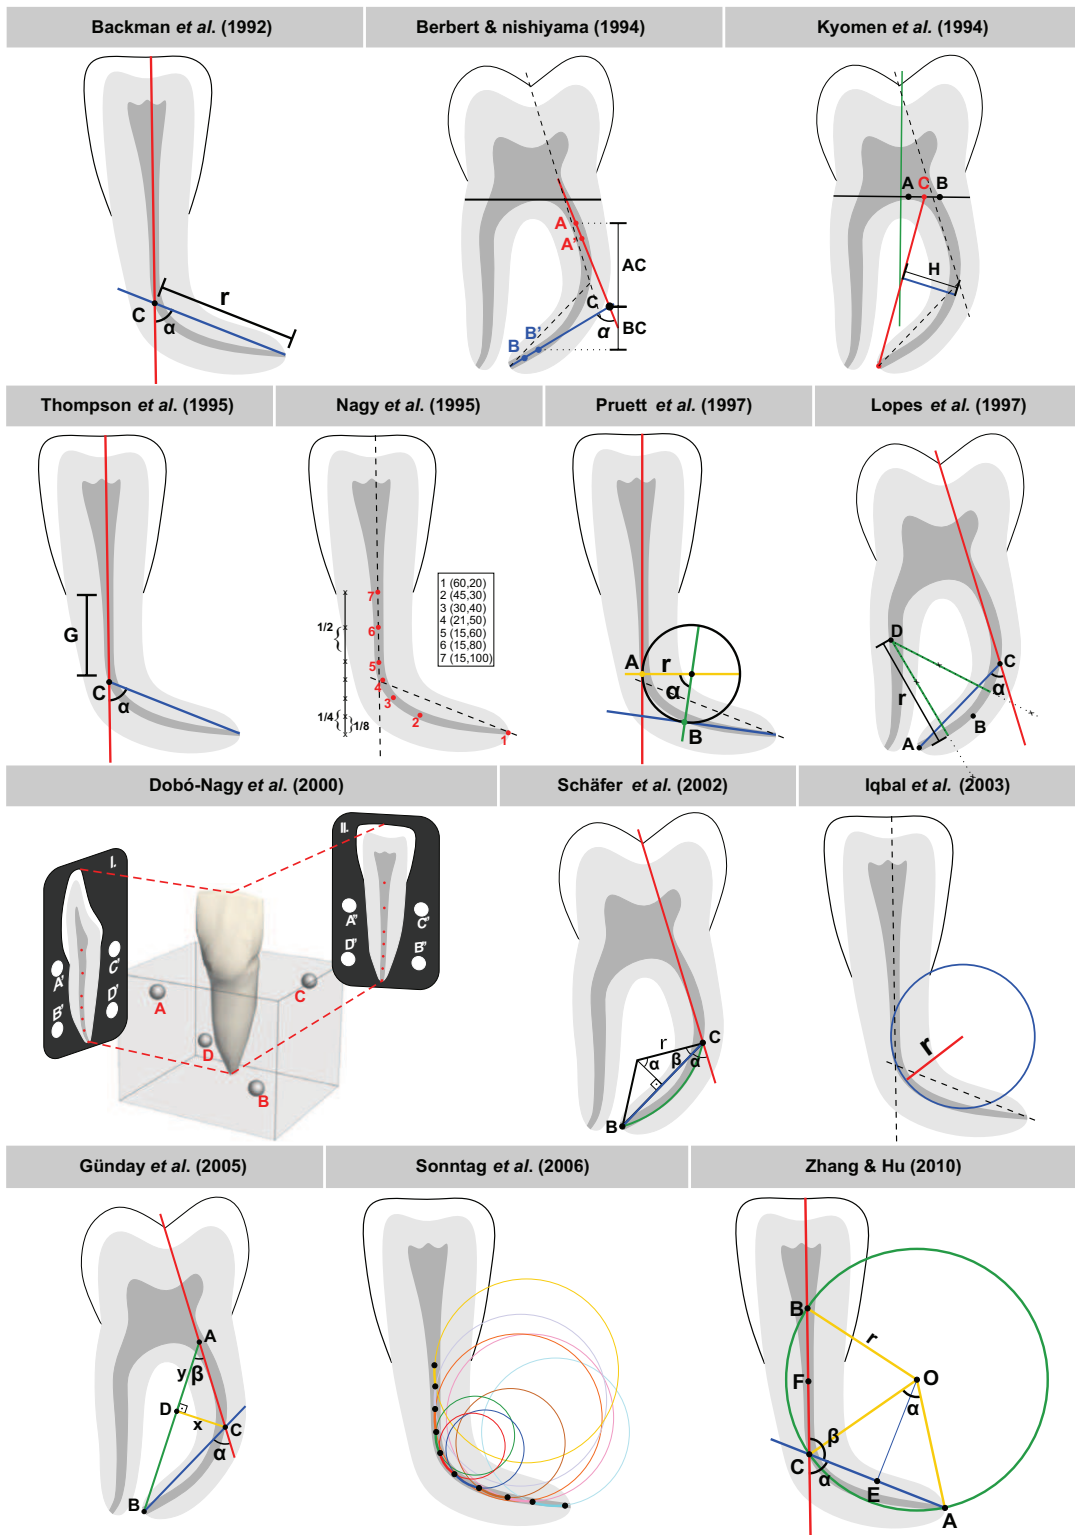 Backman et al. (1992)
Berbert & nishiyama (1994)
Kyomen et al. (1994)
C
α
r
A
A'
AC
C
BC
α
B'
B
A
C
B
H
Thompson et al. (1995)
Nagy et al. (1995)
Pruett et al. (1997)
Lopes et al. (1997)
G
C
α
1/2
1/4
1/8
7
6
5
4
3
2
1
1 (60,20)
2 (45,30)
3 (30,40)
4 (21,50)
5 (15,60)
6 (15,80)
7 (15,100)
A
r
α
B
D
C
r
α
B
A
Dobó-Nagy et al. (2000)
Schäfer et al. (2002)
Iqbal et al. (2003)
I.
A'
C'
B'
D'
II.
A"
C"
D"
B"
A
C
D
B
r
C
α
β
α
B
r
Günday et al. (2005)
Sonntag et al. (2006)
Zhang & Hu (2010)
A
y
β
D
x
C
α
B
B
r
F
O
α
β
C
α
E
A